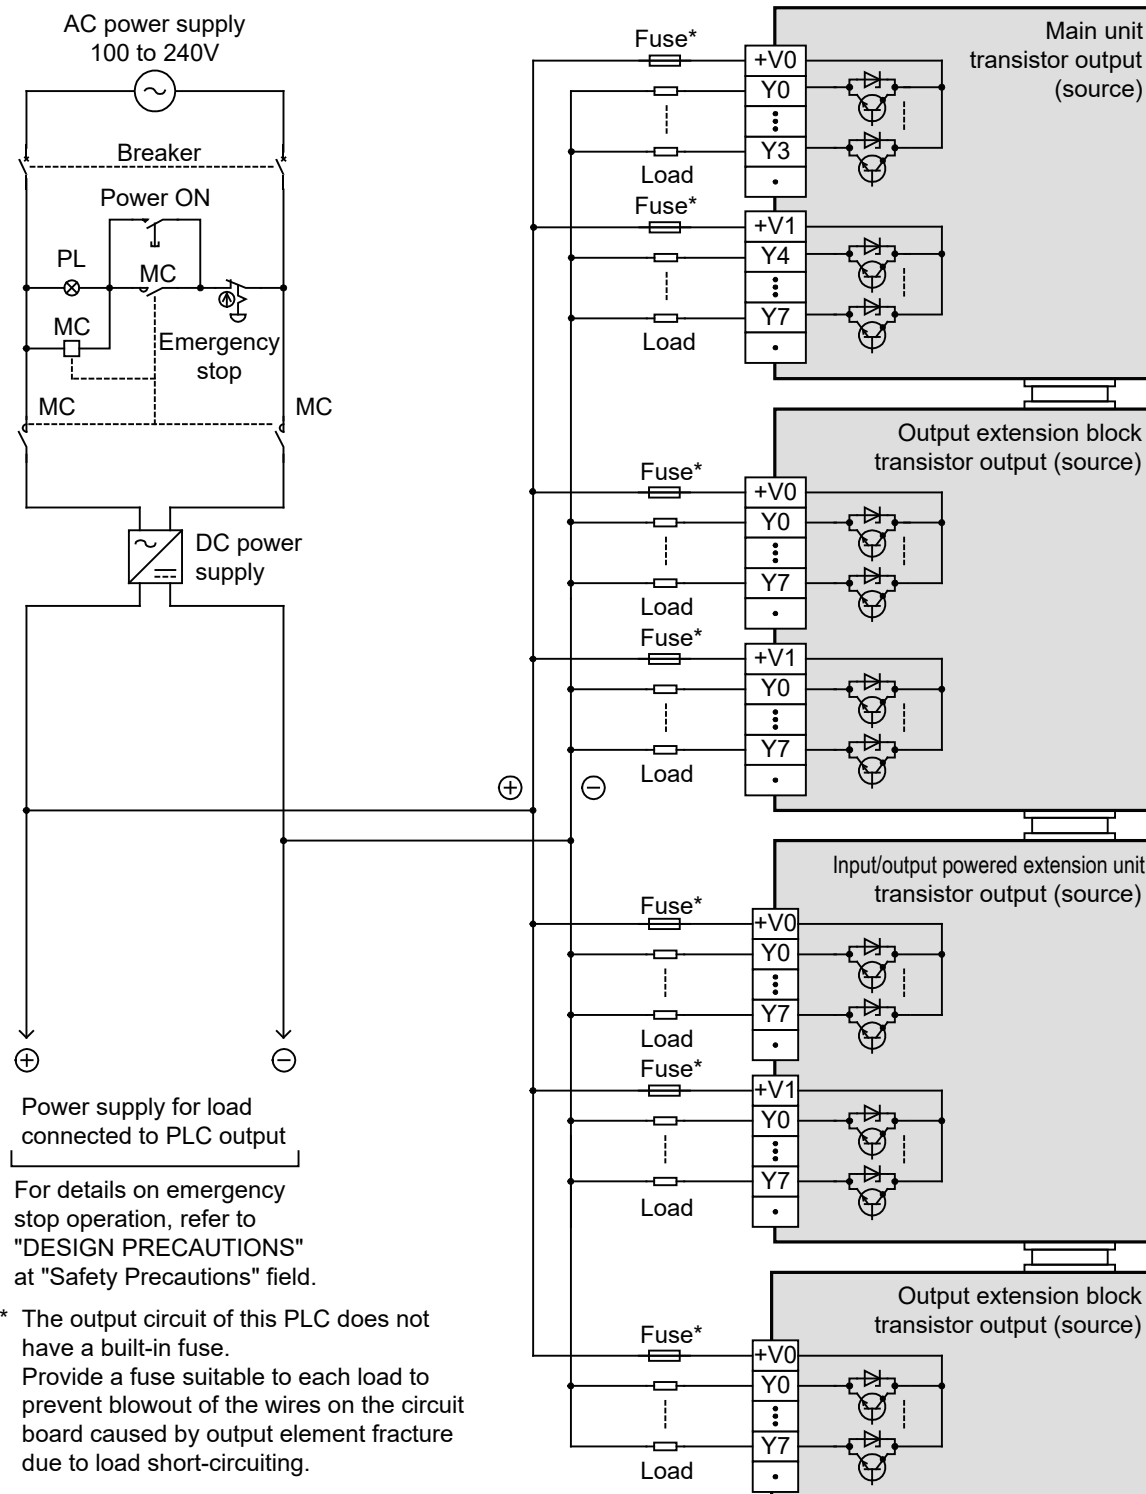 AC power supply
100 to 240V
Breaker
Power ON
PL
MC
MC
Emergency
stop
MC
MC
DC power
supply
Power supply for load
connected to PLC output
For details on emergency
stop operation, refer to
"DESIGN PRECAUTIONS"
at "Safety Precautions" field.
* The output circuit of this PLC does not
have a built-in fuse.
Provide a fuse suitable to each load to
prevent blowout of the wires on the circuit
board caused by output element fracture
due to load short-circuiting.
Main unit
transistor output
(source)
Fuse*
+V0
Y0
Y3
Load
Fuse*
+V1
Y4
Y7
Load
Output extension block
transistor output (source)
Fuse*
+V0
Y0
Y7
Load
Fuse*
+V1
Y0
Y7
Load
Input/output powered extension unit
transistor output (source)
Fuse*
+V0
Y0
Y7
Load
Fuse*
+V1
Y0
Y7
Load
Output extension block
transistor output (source)
Fuse*
+V0
Y0
Y7
Load